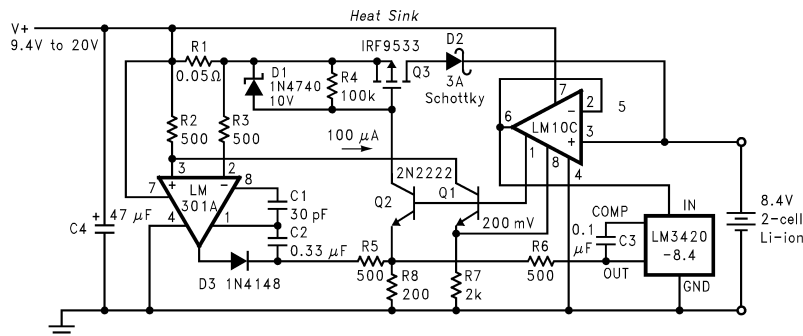 Heat Sink
V+
9.4V to 20V
R1
0.05Ω
D1
1N4740
10V
R4
100k
IRF9533
Q3
D2
3A
Schottky
R2
500
R3
500
100 µA
7
2
5
6
LM10C
3
1
8
4
3
2
7
+
−
8
LM
301A
4
1
C1
30 pF
C2
0.33 µF
2N2222
Q2
Q1
200 mV
+
47 µF
C4
D3 1N4148
R5
500
R8
200
R7
2k
R6
500
COMP
IN
0.1
µF
C3
OUT
LM3420
-8.4
GND
8.4V
2-cell
Li-ion
−
+